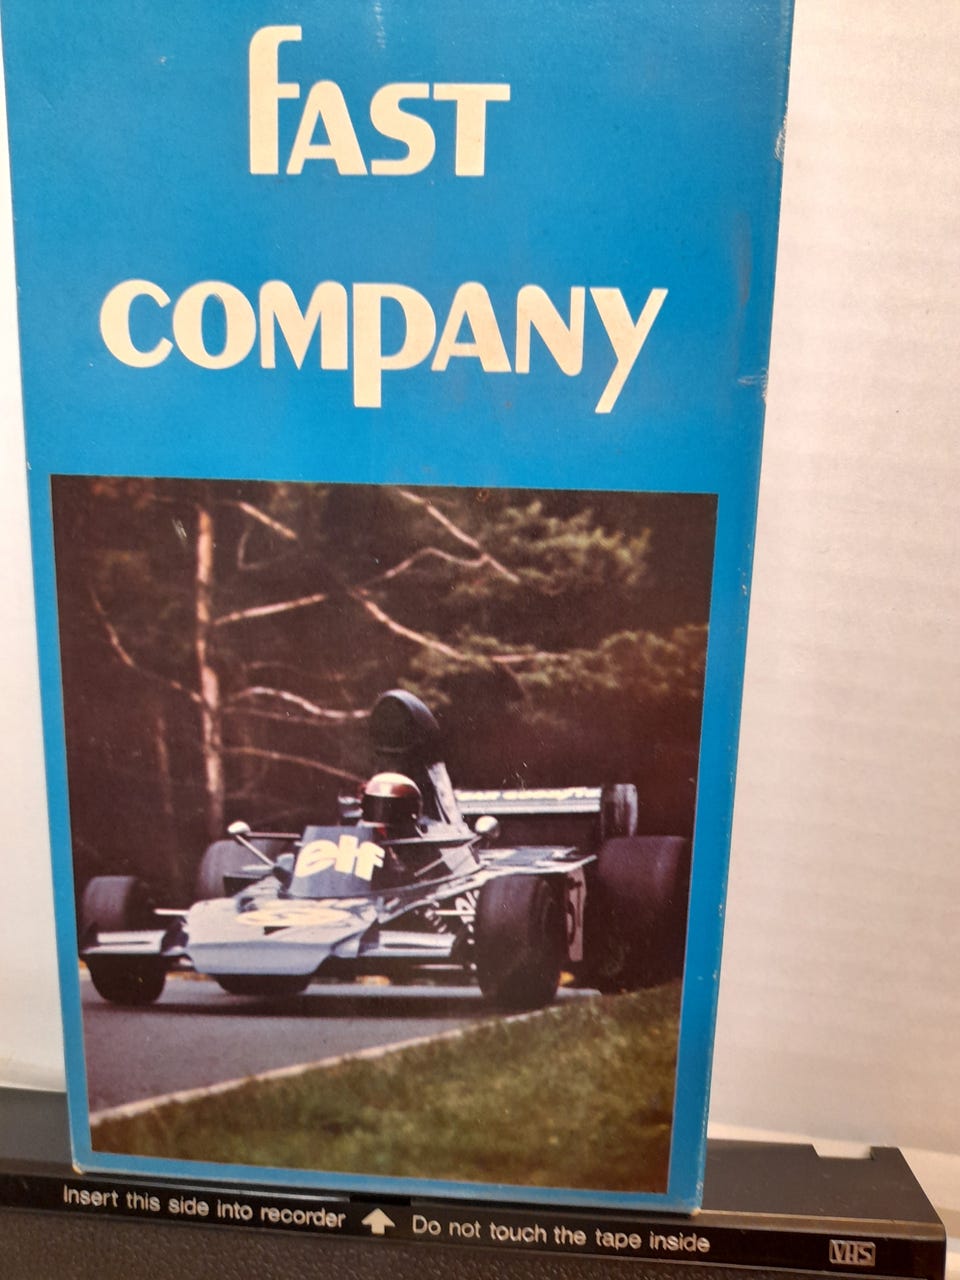 fAST
COMPANY
elf
Insert this side into recorder Do not touch the tape inside
VHS